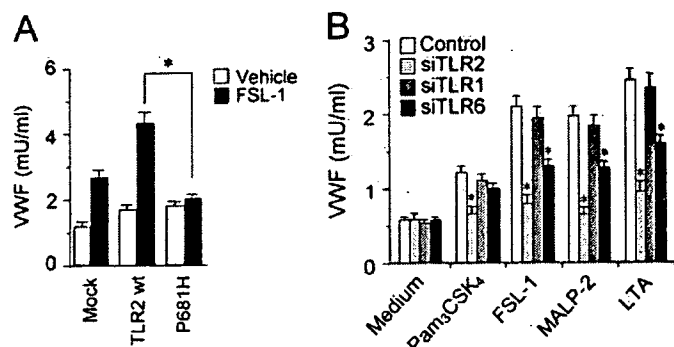 A
VWF (mU/ml)
6
4
2
0
*
Vehicle
FSL-1
Mock
TLR2 wt
P681H
B
VWF (mU/ml)
3
2
1
0
Control
siTLR2
siTLR1
siTLR6
*
*
*
*
*
*
*
Medium
Pam₃CSK₄
FSL-1
MALP-2
LTA